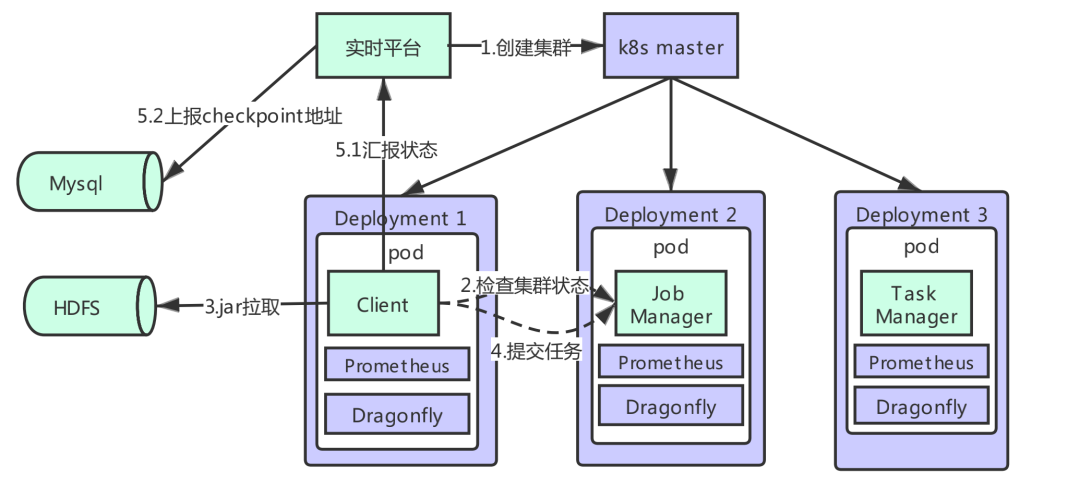 实时平台
1.创建集群
k8s master
5.2上报checkpoint地址
5.1汇报状态
Mysql
HDFS
3.jar拉取
Deployment 1
pod
Client
Prometheus
Dragonfly
2.检查集群状态
4.提交任务
Deployment 2
pod
Job
Manager
Prometheus
Dragonfly
Deployment 3
pod
Task
Manager
Prometheus
Dragonfly